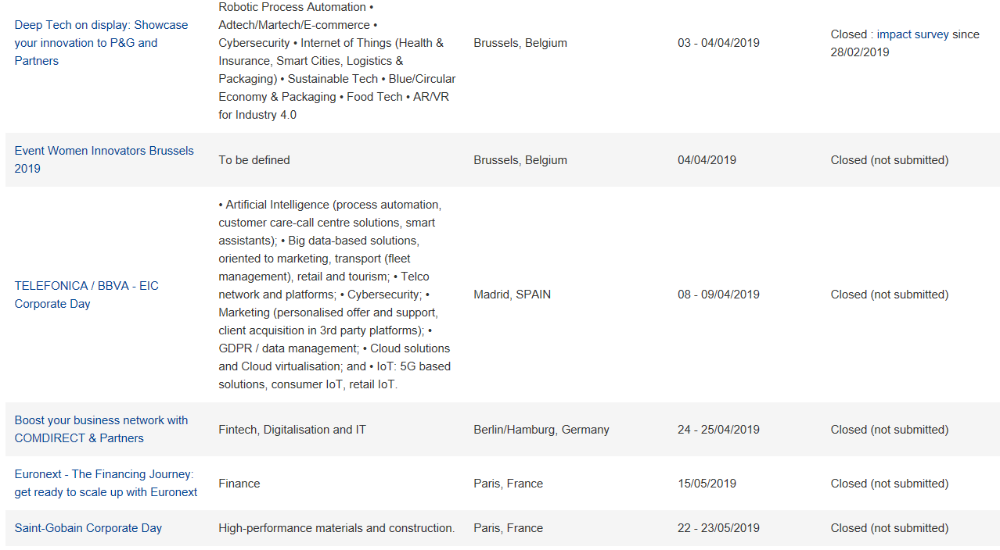 Deep Tech on display: Showcase
your innovation to P&G and
Partners
Robotic Process Automation •
Adtech/Martech/E-commerce •
Cybersecurity • Internet of Things (Health &
Insurance, Smart Cities, Logistics &
Packaging) • Sustainable Tech • Blue/Circular
Economy & Packaging • Food Tech • AR/VR
for Industry 4.0
Brussels, Belgium
03 - 04/04/2019
Closed : impact survey since
28/02/2019
Event Women Innovators Brussels
2019
To be defined
Brussels, Belgium
04/04/2019
Closed (not submitted)
TELEFONICA / BBVA - EIC
Corporate Day
• Artificial Intelligence (process automation,
customer care-call centre solutions, smart
assistants); • Big data-based solutions,
oriented to marketing, transport (fleet
management), retail and tourism; • Telco
network and platforms; • Cybersecurity; •
Marketing (personalised offer and support,
client acquisition in 3rd party platforms); •
GDPR / data management; • Cloud solutions
and Cloud virtualisation; and • IoT: 5G based
solutions, consumer IoT, retail IoT.
Madrid, SPAIN
08 - 09/04/2019
Closed (not submitted)
Boost your business network with
COMDIRECT & Partners
Fintech, Digitalisation and IT
Berlin/Hamburg, Germany
24 - 25/04/2019
Closed (not submitted)
Euronext - The Financing Journey:
get ready to scale up with Euronext
Finance
Paris, France
15/05/2019
Closed (not submitted)
Saint-Gobain Corporate Day
High-performance materials and construction.
Paris, France
22 - 23/05/2019
Closed (not submitted)